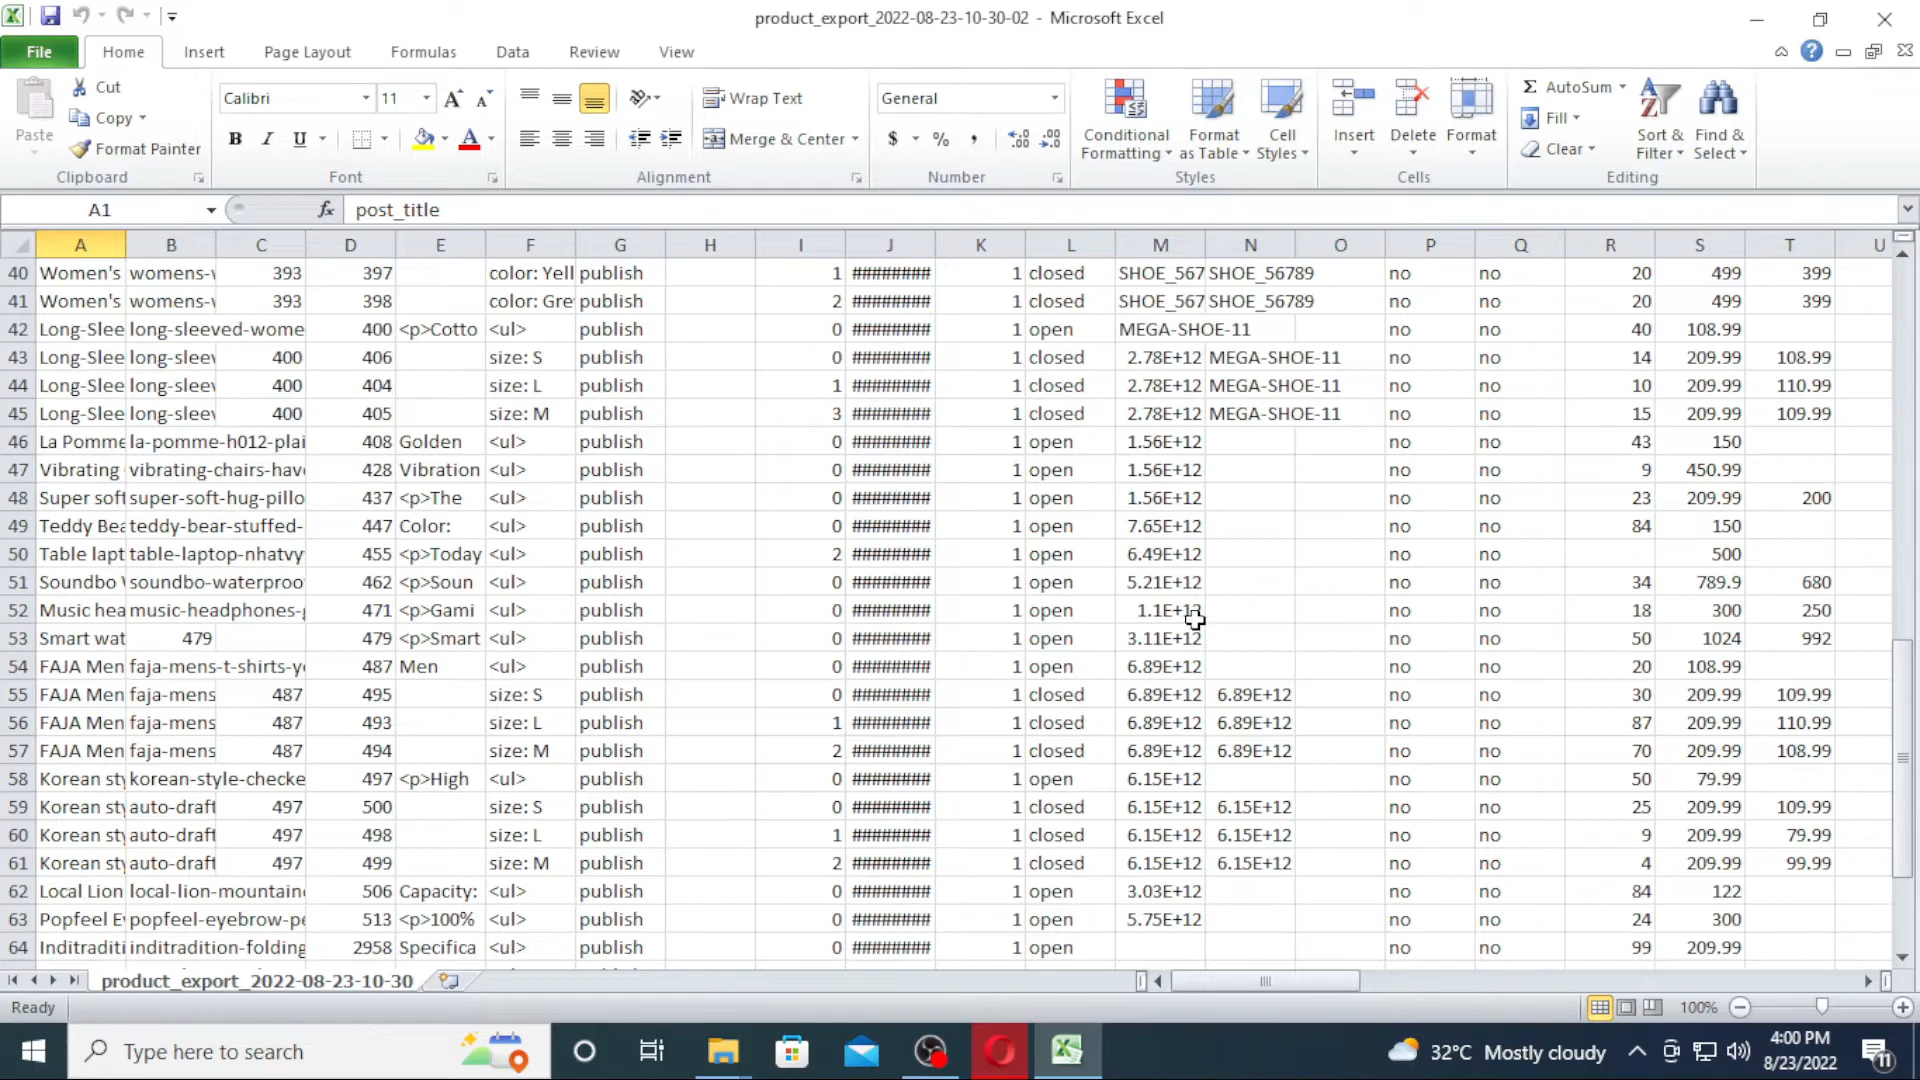 product_export_2022-08-23-10-30-02 - Microsoft Excel
File Home Insert Page Layout Formulas Data Review View
Paste Cut Copy Format Painter Clipboard
Calibri 11 A A B I U A Font
Wrap Text Merge & Center Alignment
General $ % , Number
Conditional Formatting Format as Table Cell Styles Styles
Insert Delete Format Cells
Σ AutoSum Fill Clear Sort & Filter Find & Select Editing
A1 fx post_title
A B C D E F G H I J K L M N O P Q R S T U
40 Women's womens-v 393 397 color: Yell publish 1 ######## 1 closed SHOE_567 SHOE_56789 no no 20 499 399
41 Women's womens-v 393 398 color: Gre publish 2 ######## 1 closed SHOE_567 SHOE_56789 no no 20 499 399
42 Long-Slee long-sleeved-wome 400 <p>Cotto <ul> publish 0 ######## 1 open MEGA-SHOE-11 no no 40 108.99
43 Long-Slee long-sleev 400 406 size: S publish 0 ######## 1 closed 2.78E+12 MEGA-SHOE-11 no no 14 209.99 108.99
44 Long-Slee long-sleev 400 404 size: L publish 1 ######## 1 closed 2.78E+12 MEGA-SHOE-11 no no 10 209.99 110.99
45 Long-Slee long-sleev 400 405 size: M publish 3 ######## 1 closed 2.78E+12 MEGA-SHOE-11 no no 15 209.99 109.99
46 La Pomme la-pomme-h012-plai 408 Golden <ul> publish 0 ######## 1 open 1.56E+12 no no 43 150
47 Vibrating vibrating-chairs-hav 428 Vibration <ul> publish 0 ######## 1 open 1.56E+12 no no 9 450.99
48 Super soft super-soft-hug-pillo 437 <p>The <ul> publish 0 ######## 1 open 1.56E+12 no no 23 209.99 200
49 Teddy Bea teddy-bear-stuffed- 447 Color: <ul> publish 0 ######## 1 open 7.65E+12 no no 84 150
50 Table lapt table-laptop-nhatvy 455 <p>Today <ul> publish 2 ######## 1 open 6.49E+12 no no 500
51 Soundbo V soundbo-waterproo 462 <p>Soun <ul> publish 0 ######## 1 open 5.21E+12 no no 34 789.9 680
52 Music hea music-headphones-g 471 <p>Gami <ul> publish 0 ######## 1 open 1.1E+13 no no 18 300 250
53 Smart wat 479 479 <p>Smart <ul> publish 0 ######## 1 open 3.11E+12 no no 50 1024 992
54 FAJA Men faja-mens-t-shirts-y 487 Men <ul> publish 0 ######## 1 open 6.89E+12 no no 20 108.99
55 FAJA Men faja-mens 487 495 size: S publish 0 ######## 1 closed 6.89E+12 6.89E+12 no no 30 209.99 109.99
56 FAJA Men faja-mens 487 493 size: L publish 1 ######## 1 closed 6.89E+12 6.89E+12 no no 87 209.99 110.99
57 FAJA Men faja-mens 487 494 size: M publish 2 ######## 1 closed 6.89E+12 6.89E+12 no no 70 209.99 108.99
58 Korean sty korean-style-checke 497 <p>High <ul> publish 0 ######## 1 open 6.15E+12 no no 50 79.99
59 Korean sty auto-draft 497 500 size: S publish 0 ######## 1 closed 6.15E+12 6.15E+12 no no 25 209.99 109.99
60 Korean sty auto-draft 497 498 size: L publish 1 ######## 1 closed 6.15E+12 6.15E+12 no no 9 209.99 79.99
61 Korean sty auto-draft 497 499 size: M publish 2 ######## 1 closed 6.15E+12 6.15E+12 no no 4 209.99 99.99
62 Local Lion local-lion-mountain 506 Capacity: <ul> publish 0 ######## 1 open 3.03E+12 no no 84 122
63 Popfeel Ey popfeel-eyebrow-pe 513 <p>100% <ul> publish 0 ######## 1 open 5.75E+12 no no 24 300
64 Inditraditi inditradition-folding 2958 Specifica <ul> publish 0 ######## 1 open no no 99 209.99
product_export_2022-08-23-10-30
Ready 100%
Type here to search 32°C Mostly cloudy 4:00 PM
8/23/2022 11